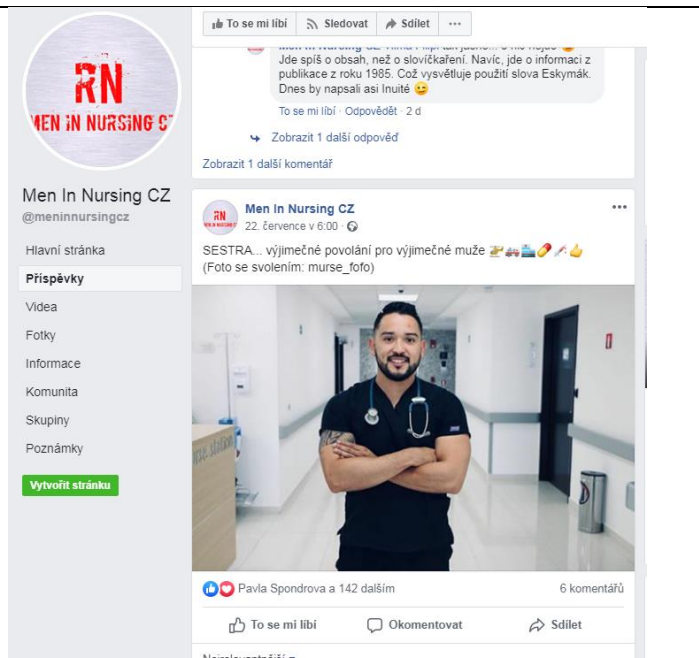 To se mi líbí Sledovat Sdílet ...
RN
MEN IN NURSING CZ
Jde spíš o obsah, než o slovíčkaření. Navíc, jde o informaci z
publikace z roku 1985. Což vysvětluje použití slova Eskymák.
Dnes by napsali asi Inuité 😀
To se mi líbí · Odpovědět · 2 d
Zobrazit 1 další odpověď
Zobrazit 1 další komentář
Men In Nursing CZ
@meninnursingcz
Hlavní stránka
Příspěvky
Videa
Fotky
Informace
Komunita
Skupiny
Poznámky
Vytvořit stránku
RN
Men In Nursing CZ
22. července v 6:00 ·
SESTRA... výjimečné povolání pro výjimečné muže 🚁🚑🛳💊💉👍
(Foto se svolením: murse_fofo)
Pavla Spondrova a 142 dalším 6 komentářů
To se mi líbí Okomentovat Sdílet